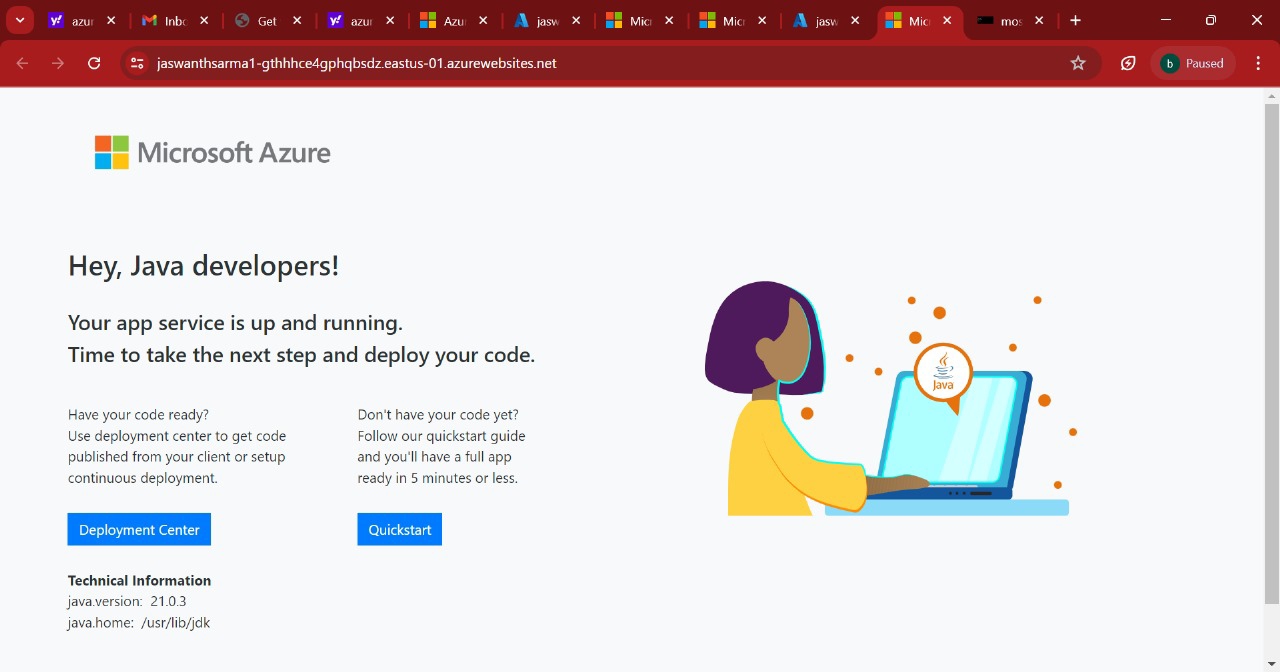 azur
Inbo
Get
azur
Azur
jasw
Micr
Micr
jasw
Micr
mos
jaswanthsarma1-gthhhce4gphqbsdz.eastus-01.azurewebsites.net
b
Paused
Microsoft Azure
Hey, Java developers!
Your app service is up and running.
Time to take the next step and deploy your code.
Have your code ready?
Use deployment center to get code
published from your client or setup
continuous deployment.
Deployment Center
Don't have your code yet?
Follow our quickstart guide
and you'll have a full app
ready in 5 minutes or less.
Quickstart
Java
Technical Information
java.version: 21.0.3
java.home: /usr/lib/jdk